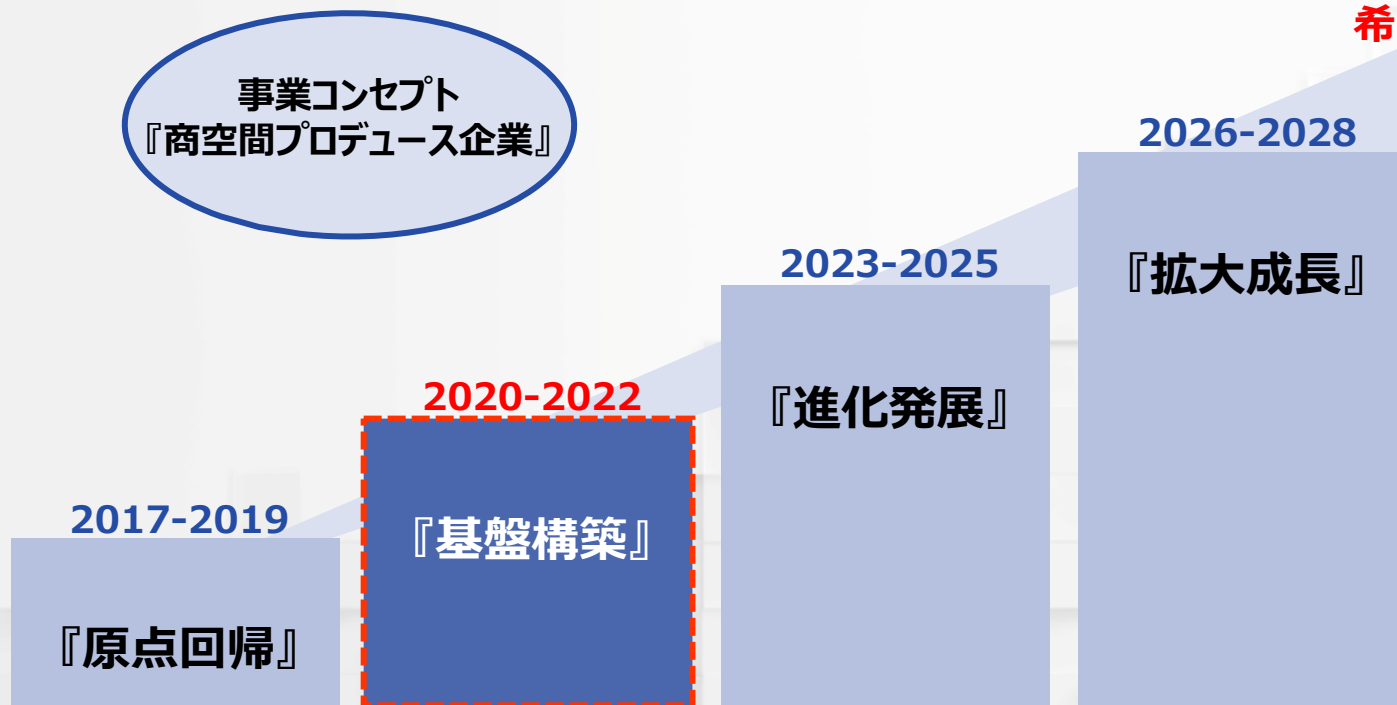 希
事業コンセプト
『商空間プロデュース企業』
2026-2028
『拡大成長』
2023-2025
『進化発展』
2020-2022
『基盤構築』
2017-2019
『原点回帰』